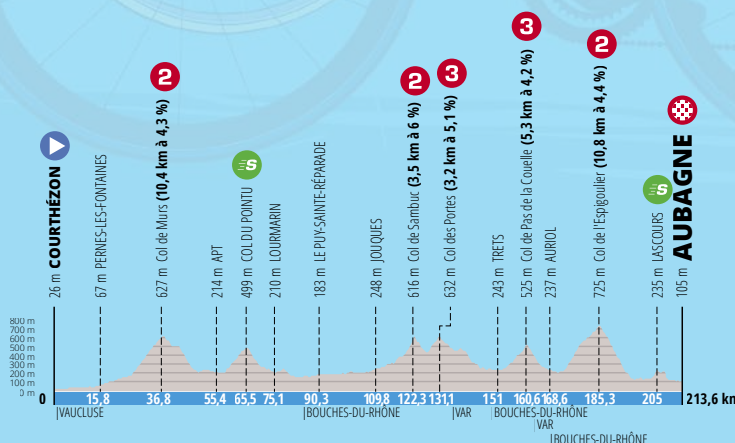 26 m COURTHÉZON
67 m PERNES-LES-FONTAINES
2
627 m Col de Murs (10,4 km à 4,3 %)
214 m APT
S
499 m COL DU PONTU
210 m LOURMARIN
183 m LE PUY-SAINTE-RÉPARADE
248 m JOUQUES
2
616 m Col de Sambuc (3,5 km à 6 %)
3
632 m Col des Portes (3,2 km à 5,1 %)
243 m TRETS
3
525 m Col de Pas de la Couelle (5,3 km à 4,2 %)
237 m AURIOL
2
725 m Col de l'Espigoulier (10,8 km à 4,4 %)
S
235 m LASCOURS
105 m AUBAGNE
800 m
700 m
600 m
500 m
400 m
300 m
200 m
100 m
0 m
0 15,8 36,8 55,4 65,5 75,1 90,3 109,8 122,3 131,1 151 160,6 168,6 185,3 205 213,6 km
|VAUCLUSE |BOUCHES-DU-RHÔNE |VAR |BOUCHES-DU-RHÔNE
|VAR
|BOUCHES-DU-RHÔNE